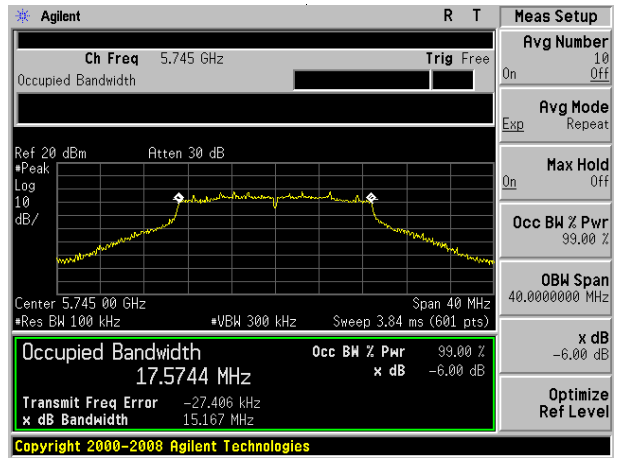 Agilent R T
Meas Setup
Ch Freq 5.745 GHz Trig Free
Occupied Bandwidth
Avg Number
10
On Off
Avg Mode
Exp Repeat
Max Hold
On Off
Occ BW % Pwr
99.00 %
OBW Span
40.0000000 MHz
x dB
-6.00 dB
Optimize
Ref Level
Ref 20 dBm Atten 30 dB
#Peak
Log
10
dB/
Center 5.745 00 GHz Span 40 MHz
#Res BW 100 kHz #VBW 300 kHz Sweep 3.84 ms (601 pts)
Occupied Bandwidth Occ BW % Pwr 99.00 %
17.5744 MHz x dB -6.00 dB
Transmit Freq Error -27.406 kHz
x dB Bandwidth 15.167 MHz
Copyright 2000-2008 Agilent Technologies